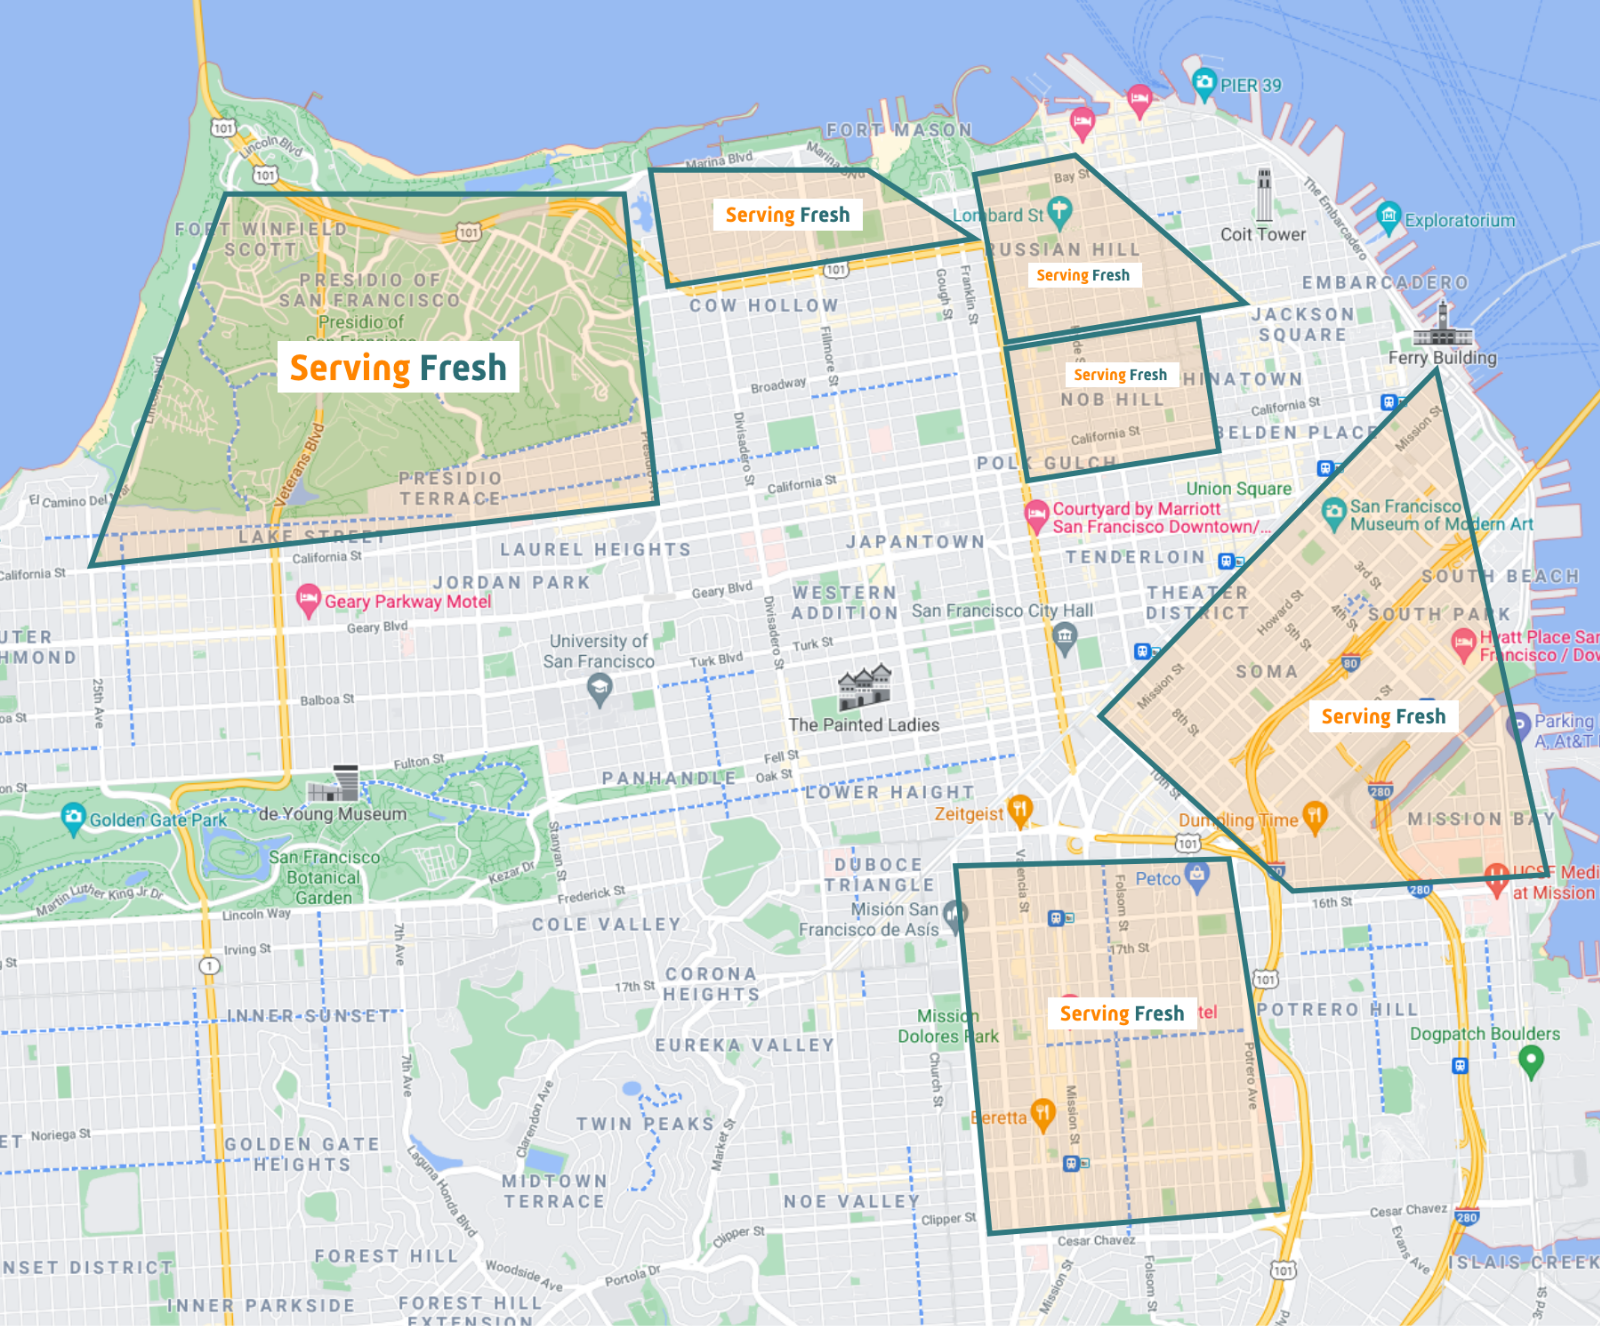 PIER 39
FORT MASON
101
Lincoln Blvd
Marina Blvd
101
Bay St
The Embarcadero
Serving Fresh
Lombard St
Exploratorium
FORT WINFIELD
SCOTT
101
Coit Tower
RUSSIAN HILL
Serving Fresh
101
PRESIDIO OF
SAN FRANCISCO
EMBARCADERO
Gough St
Franklin St
COW HOLLOW
JACKSON
SQUARE
Presidio of
Fillmore St
Ferry Building
Serving Fresh
Serving Fresh
HINATOWN
Broadway
NOB HILL
California St
Mission St
Divisadero St
California St
BELDEN PLACE
Veterans Blvd
POLK GULCH
PRESIDIO
TERRACE
California St
Union Square
El Camino Del Mar
Courtyard by Marriott
San Francisco Downtown/...
San Francisco
Museum of Modern Art
LAKE STREET
LAUREL HEIGHTS
JAPANTOWN
California St
California St
TENDERLOIN
3rd St
SOUTH BEACH
JORDAN PARK
Geary Blvd
WESTERN
ADDITION
THEATER
DISTRICT
Howard St
4th St
SOUTH PARK
Geary Parkway Motel
San Francisco City Hall
Geary Blvd
5th St
UTER
HMOND
University of
San Francisco
Divisadero St
Turk St
Hyatt Place San
Francisco / Dow
Turk Blvd
80
SOMA
25th Ave
Balboa St
Mission St
oa St
The Painted Ladies
8th St
Serving Fresh
Parking
A, At&T
Fulton St
Fell St
Oak St
PANHANDLE
LOWER HAIGHT
10th St
280
on St
de Young Museum
Golden Gate Park
Zeitgeist
Dumpling Time
MISSION BAY
101
Stanyan St
San Francisco
Botanical
Garden
DUBOCE
TRIANGLE
Valencia St
Petco
80
UCSF Medi
at Mission
Kezar Dr
Martin Luther King Jr Dr
Frederick St
Folsom St
280
16th St
Lincoln Way
Misión San
Francisco de Asís
COLE VALLEY
7th Ave
Irving St
17th St
g St
1
CORONA
HEIGHTS
17th St
101
INNER SUNSET
Mission
Dolores Park
Serving Fresh
tel
POTRERO HILL
EUREKA VALLEY
Dogpatch Boulders
7th Ave
Church St
Potrero Ave
Clarendon Ave
TWIN PEAKS
Beretta
Mission St
ET
Noriega St
GOLDEN GATE
HEIGHTS
Market St
Laguna Honda Blvd
MIDTOWN
TERRACE
NOE VALLEY
Clipper St
Clipper St
Cesar Chavez
Cesar Chavez
280
FOREST HILL
Evans Ave
NSET DISTRICT
Woodside Ave
Portola Dr
Mission St
Folsom St
101
ISLAIS CREEK
INNER PARKSIDE
FOREST HILL
EXTENSION
3rd St